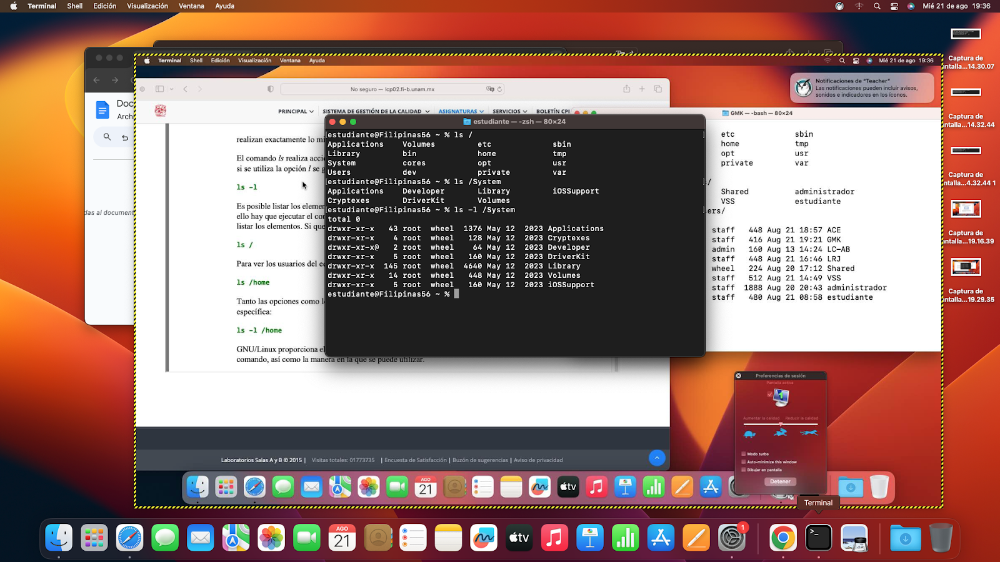 Terminal Shell Edición Visualización Ventana Ayuda
Mié 21 de ago 19:36
Captura de
ntalla...14.30.07
Captura de
ntalla...14.32.44
Captura de
ntalla...4.32.44 1
Captura de
ntalla...19.16.39
Captura de
ntalla...19.29.35
Doc
Arch
das al document
Terminal Shell Edición Visualización Ventana Ayuda
Mié 21 de ago 19:36
Notificaciones de "Teacher"
Las notificaciones pueden incluir avisos,
sonidos e indicadores en los íconos.
No seguro — lcp02.fi-b.unam.mx
PRINCIPAL SISTEMA DE GESTIÓN DE LA CALIDAD ASIGNATURAS SERVICIOS BOLETÍN CPI
realizan exactamente lo mi
El comando ls realiza acci
si se utiliza la opción l se g
ls -l
Es posible listar los elemen
ello hay que ejecutar el con
listar los elementos. Si que
ls /
Para ver los usuarios del eq
ls /home
Tanto las opciones como l
específica:
ls -l /home
GNU/Linux proporciona el
comando, así como la manera en la que se puede utilizar.
estudiante — -zsh — 80×24
estudiante@Filipinas56 ~ % ls /
Applications Volumes etc sbin
Library bin home tmp
System cores opt usr
Users dev private var
estudiante@Filipinas56 ~ % ls /System
Applications Developer Library iOSSupport
Cryptexes DriverKit Volumes
estudiante@Filipinas56 ~ % ls -l /System
total 0
drwxr-xr-x 43 root wheel 1376 May 12 2023 Applications
drwxr-xr-x 4 root wheel 128 May 12 2023 Cryptexes
drwxr-xr-x@ 2 root wheel 64 May 12 2023 Developer
drwxr-xr-x 5 root wheel 160 May 12 2023 DriverKit
drwxr-xr-x 145 root wheel 4640 May 12 2023 Library
drwxr-xr-x 14 root wheel 448 May 12 2023 Volumes
drwxr-xr-x 5 root wheel 160 May 12 2023 iOSSupport
estudiante@Filipinas56 ~ %
GMK — -bash — 80×24
etc sbin
home tmp
opt usr
private var
s/
Shared administrador
VSS estudiante
ers/
staff 448 Aug 21 18:57 ACE
staff 416 Aug 21 19:21 GMK
admin 160 Aug 13 14:24 LC-AB
staff 448 Aug 21 16:46 LRJ
wheel 224 Aug 20 17:12 Shared
staff 512 Aug 21 14:49 VSS
staff 1888 Aug 20 20:43 administrador
staff 480 Aug 21 08:58 estudiante
Preferencias de sesión
Pantalla activa
Aumentar la calidad Reducir la calidad
Modo turbo
Auto-minimize this window
Dibujar en pantalla
Detener
Laboratorios Salas A y B © 2015 | Visitas totales: 01773735 | Encuesta de Satisfacción | Buzón de sugerencias | Aviso de privacidad
AGO
21
tv
Terminal
AGO
21
tv
1